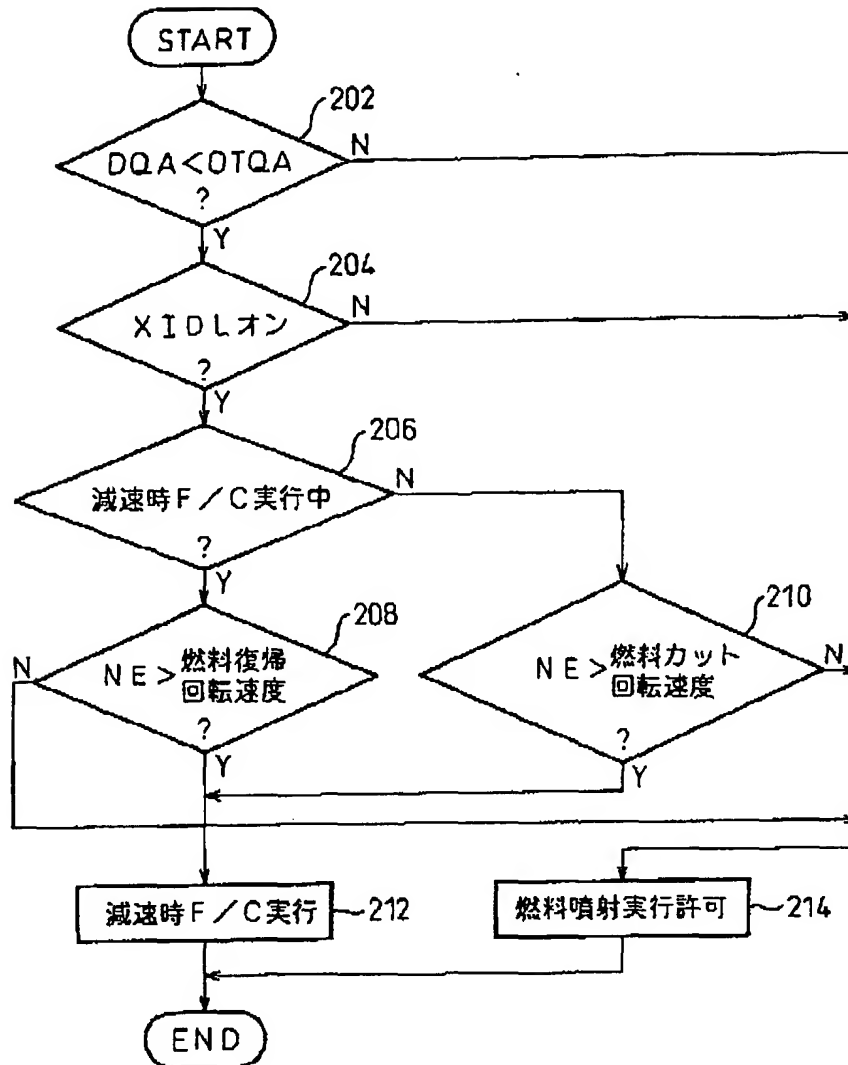 START
202
DQA<OTQA
N
?
Y
204
XIDLオン
N
?
Y
206
減速時F/C実行中
N
?
Y
208
N
NE>燃料復帰
回転速度
?
Y
210
NE>燃料カット
回転速度
N
?
Y
減速時F/C実行
212
燃料噴射実行許可
214
END